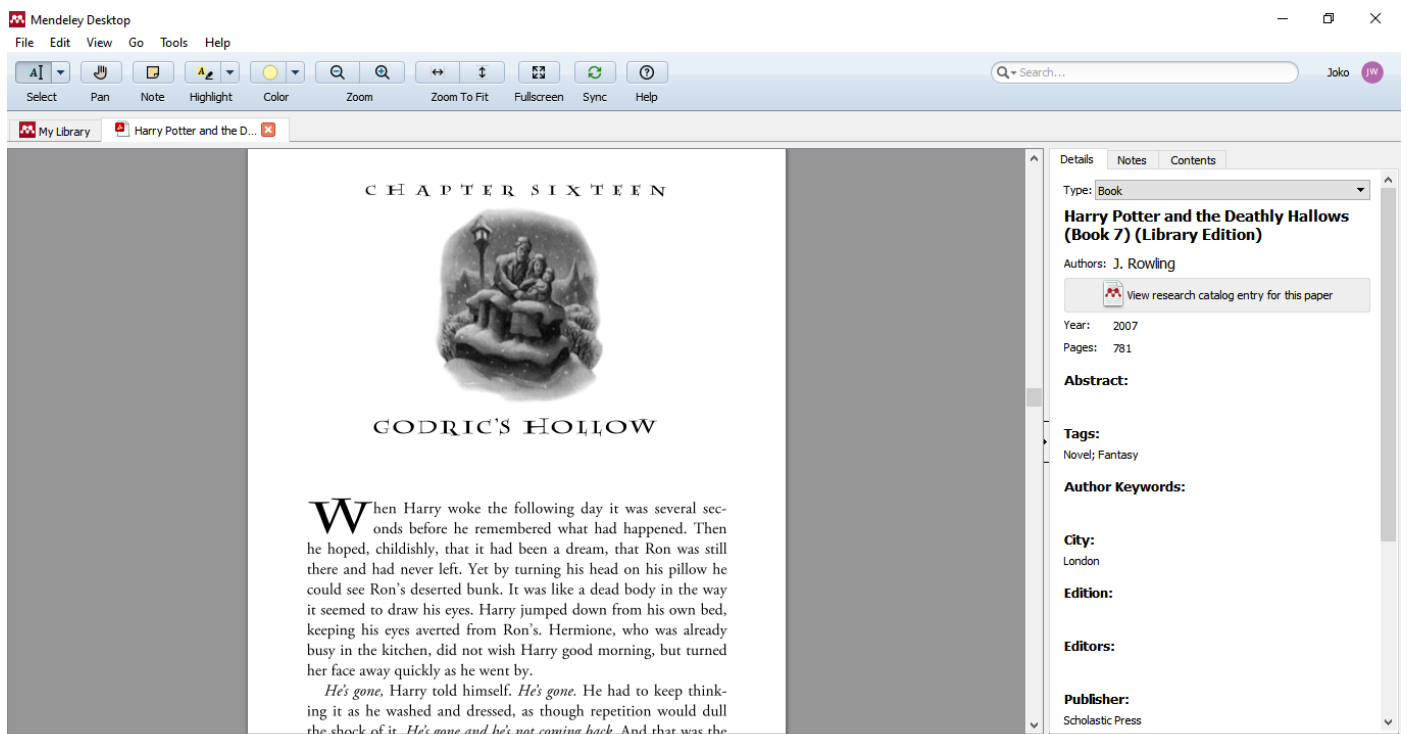 Mendeley Desktop
File Edit View Go Tools Help
Select Pan Note Highlight Color Zoom Zoom To Fit Fullscreen Sync Help
Search...
Joko JW
My Library Harry Potter and the D...
CHAPTER SIXTEEN
GODRIC'S HOLLOW
When Harry woke the following day it was several sec-
onds before he remembered what had happened. Then
he hoped, childishly, that it had been a dream, that Ron was still
there and had never left. Yet by turning his head on his pillow he
could see Ron's deserted bunk. It was like a dead body in the way
it seemed to draw his eyes. Harry jumped down from his own bed,
keeping his eyes averted from Ron's. Hermione, who was already
busy in the kitchen, did not wish Harry good morning, but turned
her face away quickly as he went by.
He's gone, Harry told himself. He's gone. He had to keep think-
ing it as he washed and dressed, as though repetition would dull
the shock of it. He's gone and he's not coming back. And that was the
Details Notes Contents
Type: Book
Harry Potter and the Deathly Hallows
(Book 7) (Library Edition)
Authors: J. Rowling
View research catalog entry for this paper
Year: 2007
Pages: 781
Abstract:
Tags:
Novel; Fantasy
Author Keywords:
City:
London
Edition:
Editors:
Publisher:
Scholastic Press